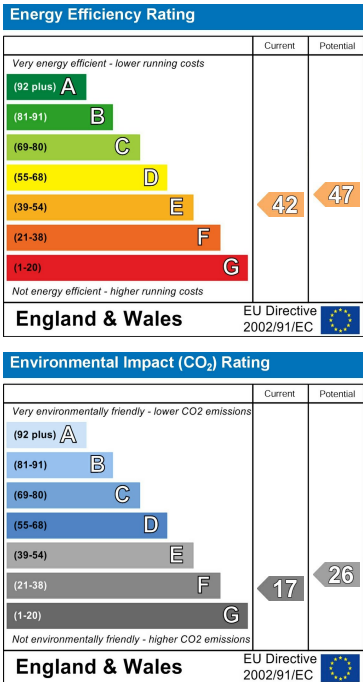 Energy Efficiency Rating
Current Potential
Very energy efficient - lower running costs
(92 plus) A
(81-91) B
(69-80) C
(55-68) D
(39-54) E
42 47
(21-38) F
(1-20) G
Not energy efficient - higher running costs
England & Wales
EU Directive
2002/91/EC
Environmental Impact (CO₂) Rating
Current Potential
Very environmentally friendly - lower CO2 emissions
(92 plus) A
(81-91) B
(69-80) C
(55-68) D
(39-54) E
(21-38) F
17 26
(1-20) G
Not environmentally friendly - higher CO2 emissions
England & Wales
EU Directive
2002/91/EC